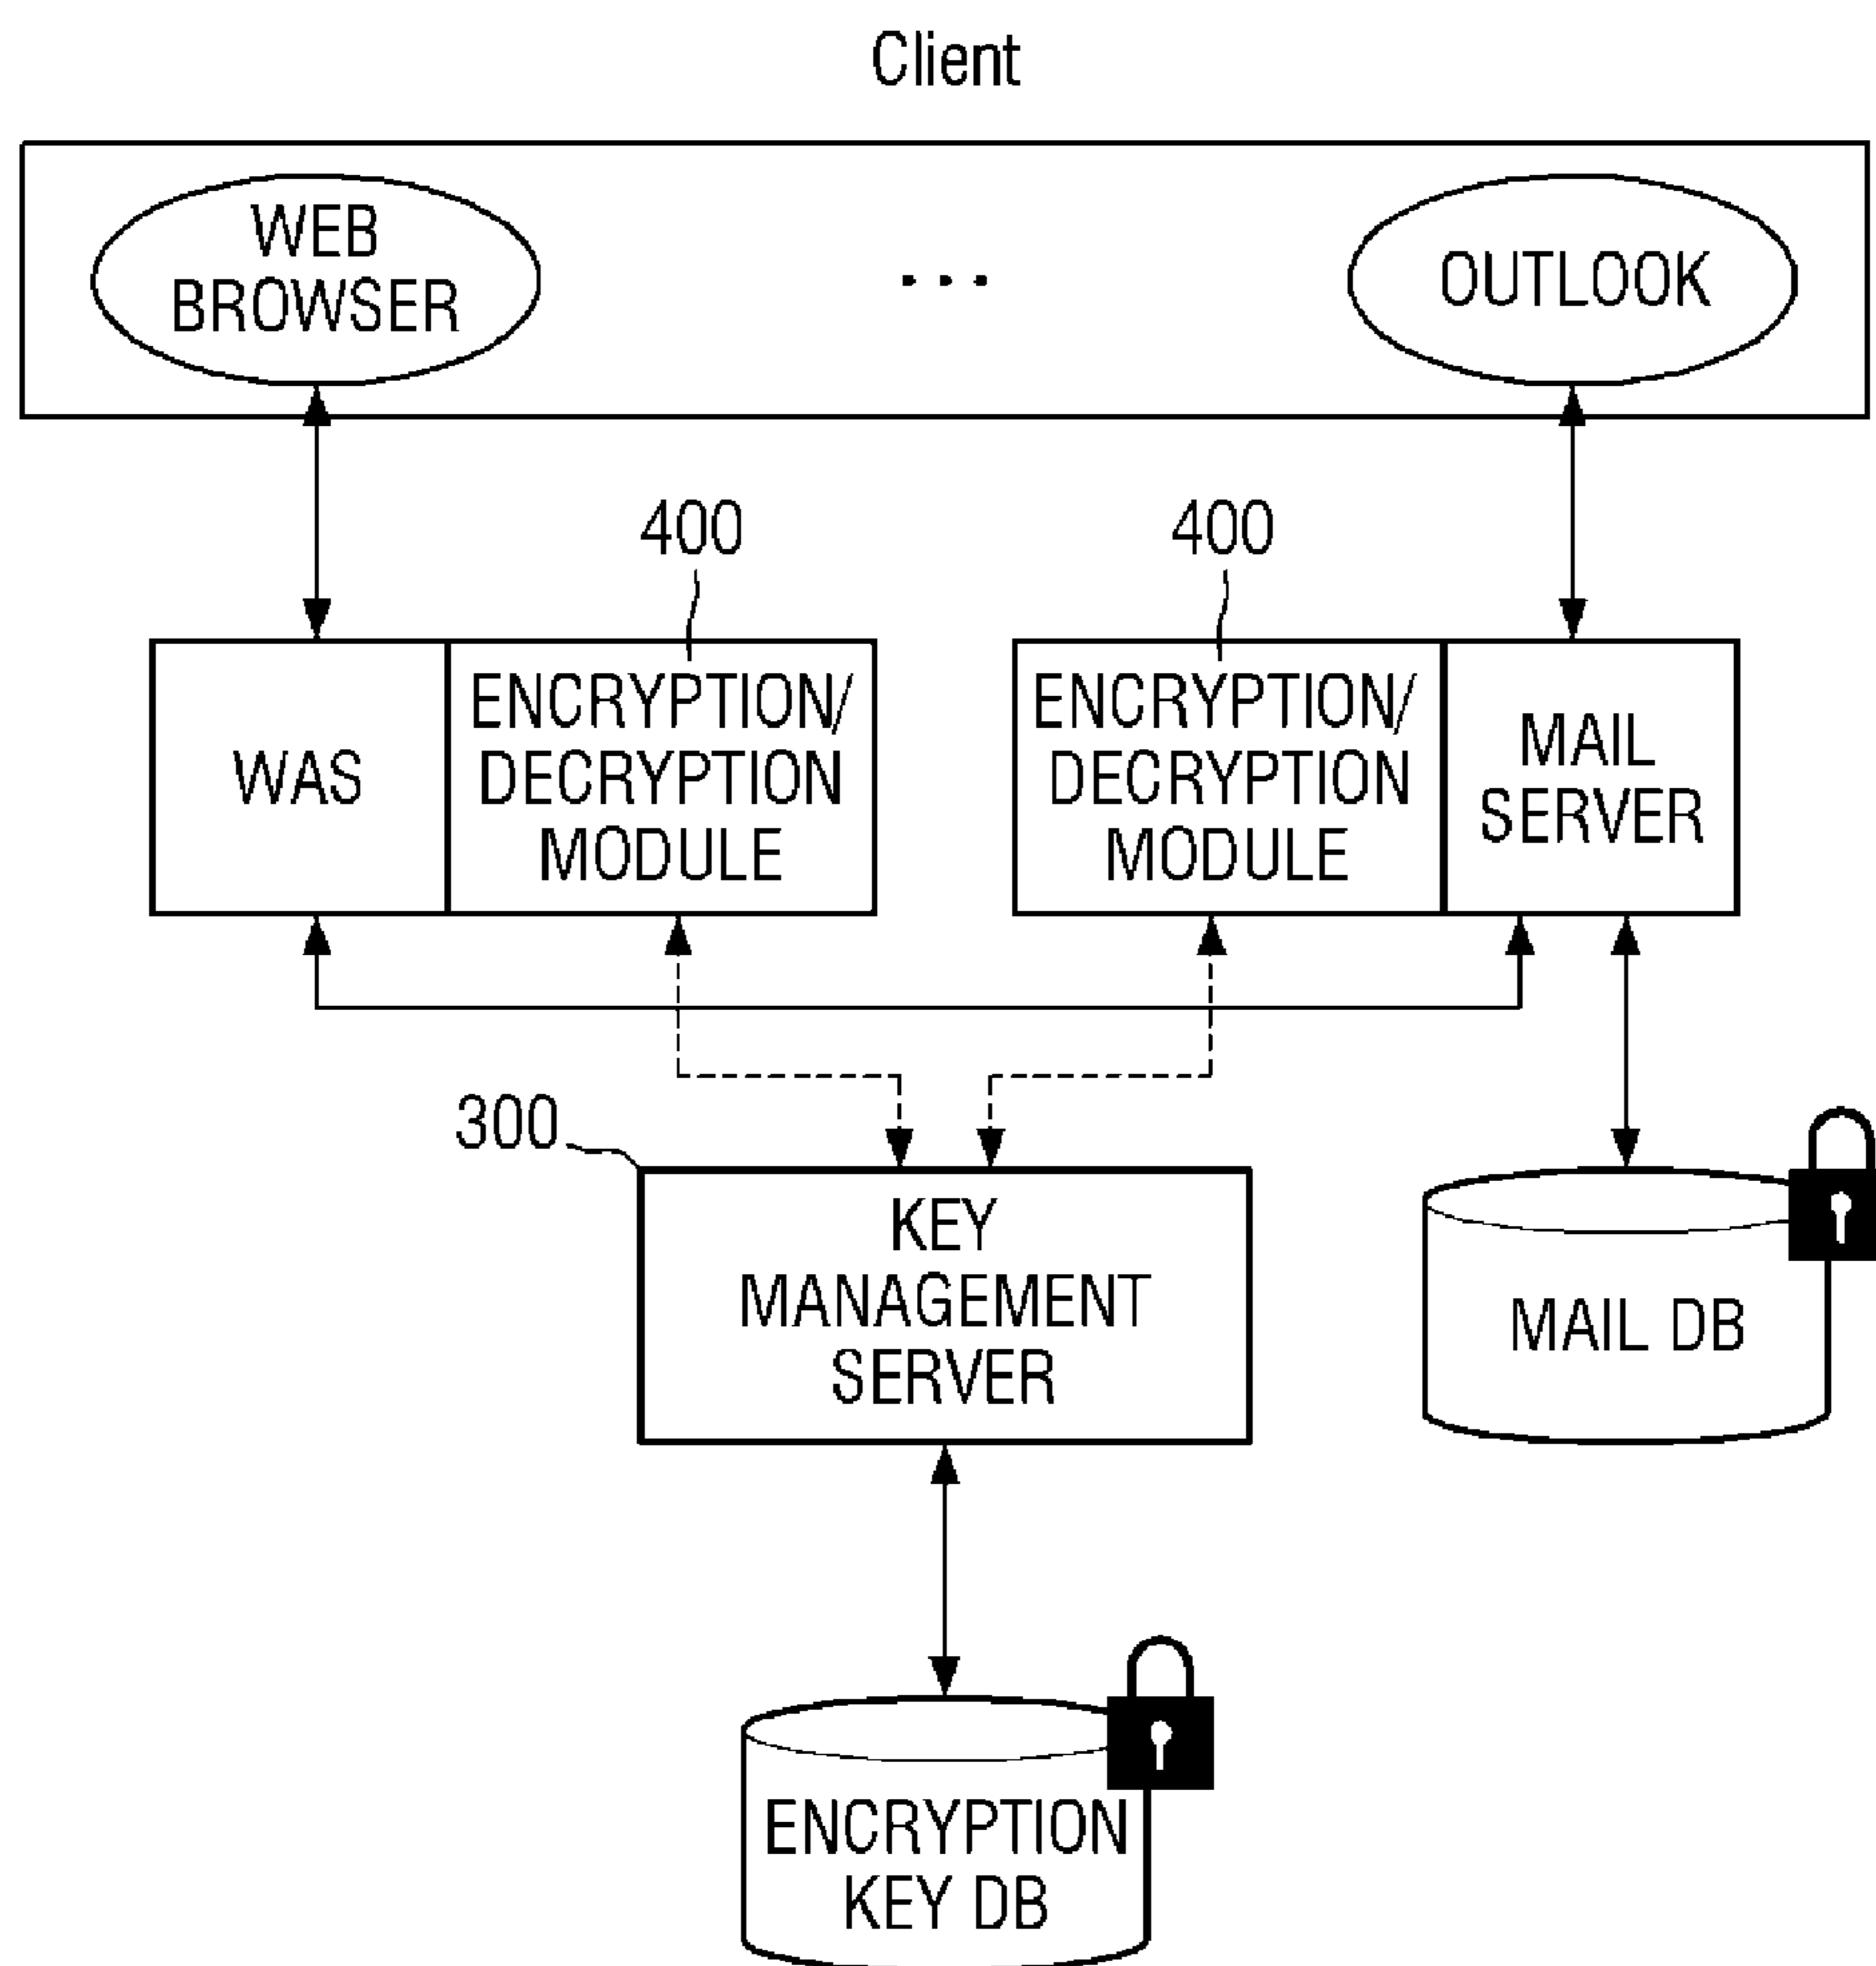 Client
WEB
BROWSER
...
OUTLOOK
400
400
WAS
ENCRYPTION/
DECRYPTION
MODULE
ENCRYPTION/
DECRYPTION
MODULE
MAIL
SERVER
300
KEY
MANAGEMENT
SERVER
MAIL DB
ENCRYPTION
KEY DB